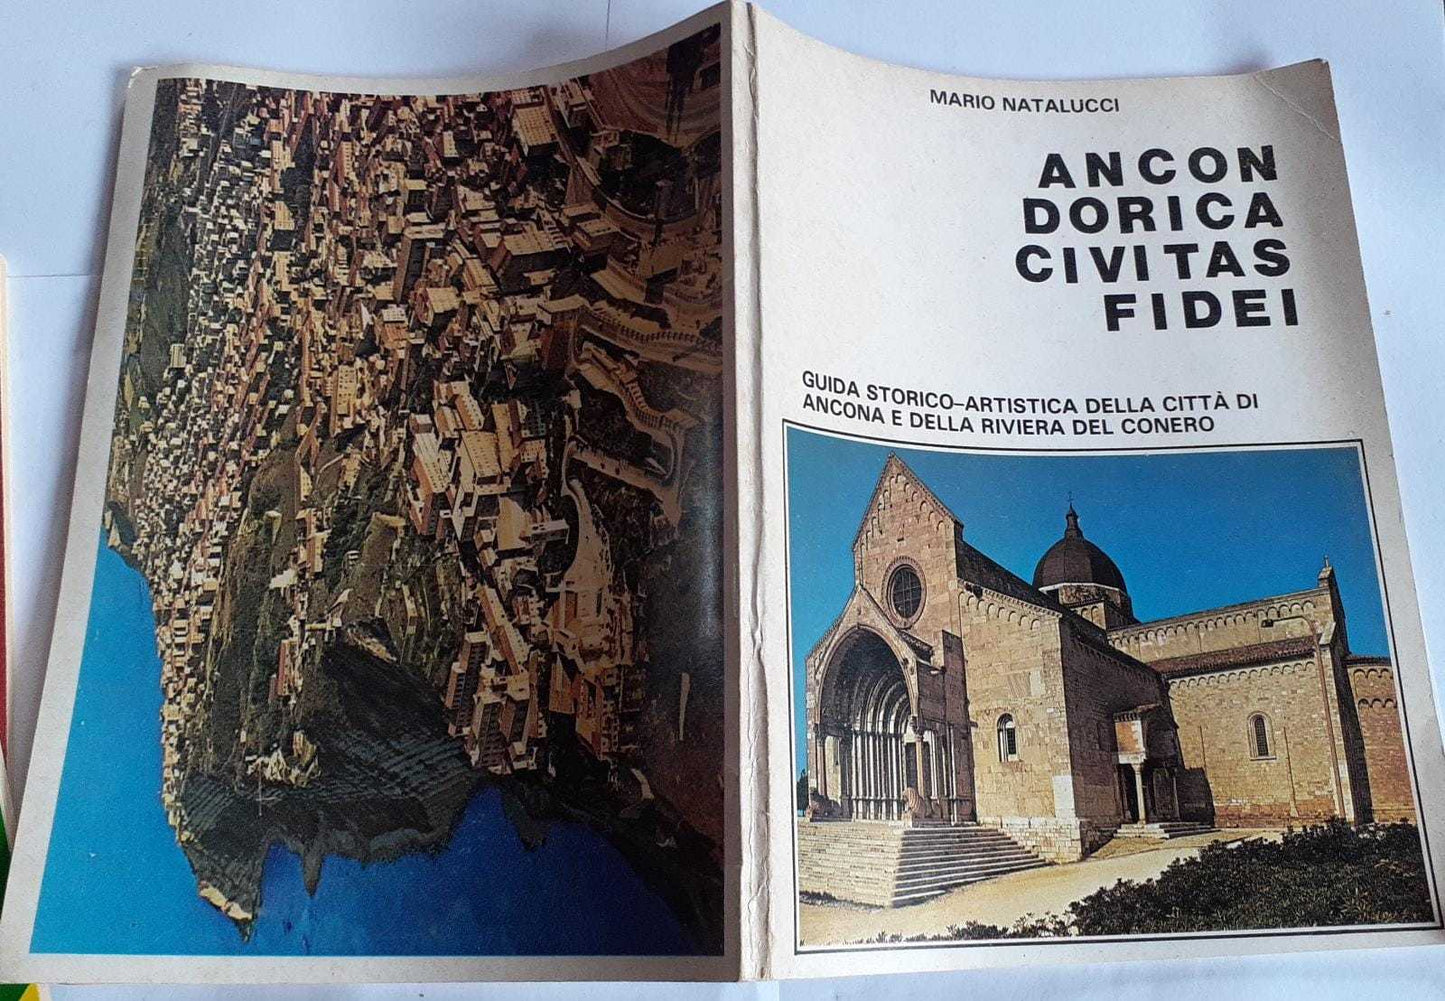 MARIO NATALUCCI
ANCON
DORICA
CIVITAS
FIDEI
GUIDA STORICO-ARTISTICA DELLA CITTÀ DI
ANCONA E DELLA RIVIERA DEL CONERO